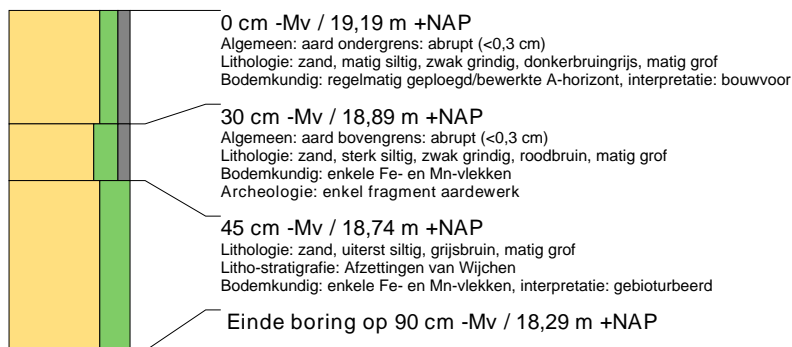 0 cm -Mv / 19,19 m +NAP
Algemeen: aard ondergrens: abrupt (<0,3 cm)
Lithologie: zand, matig siltig, zwak grindig, donkerbruingrijs, matig grof
Bodemkundig: regelmatig geploegd/bewerkte A-horizont, interpretatie: bouwvoor
30 cm -Mv / 18,89 m +NAP
Algemeen: aard bovengrens: abrupt (<0,3 cm)
Lithologie: zand, sterk siltig, zwak grindig, roodbruin, matig grof
Bodemkundig: enkele Fe- en Mn-vlekken
Archeologie: enkel fragment aardewerk
45 cm -Mv / 18,74 m +NAP
Lithologie: zand, uiterst siltig, grijsbruin, matig grof
Litho-stratigrafie: Afzettingen van Wijchen
Bodemkundig: enkele Fe- en Mn-vlekken, interpretatie: gebioturbeerd
Einde boring op 90 cm -Mv / 18,29 m +NAP